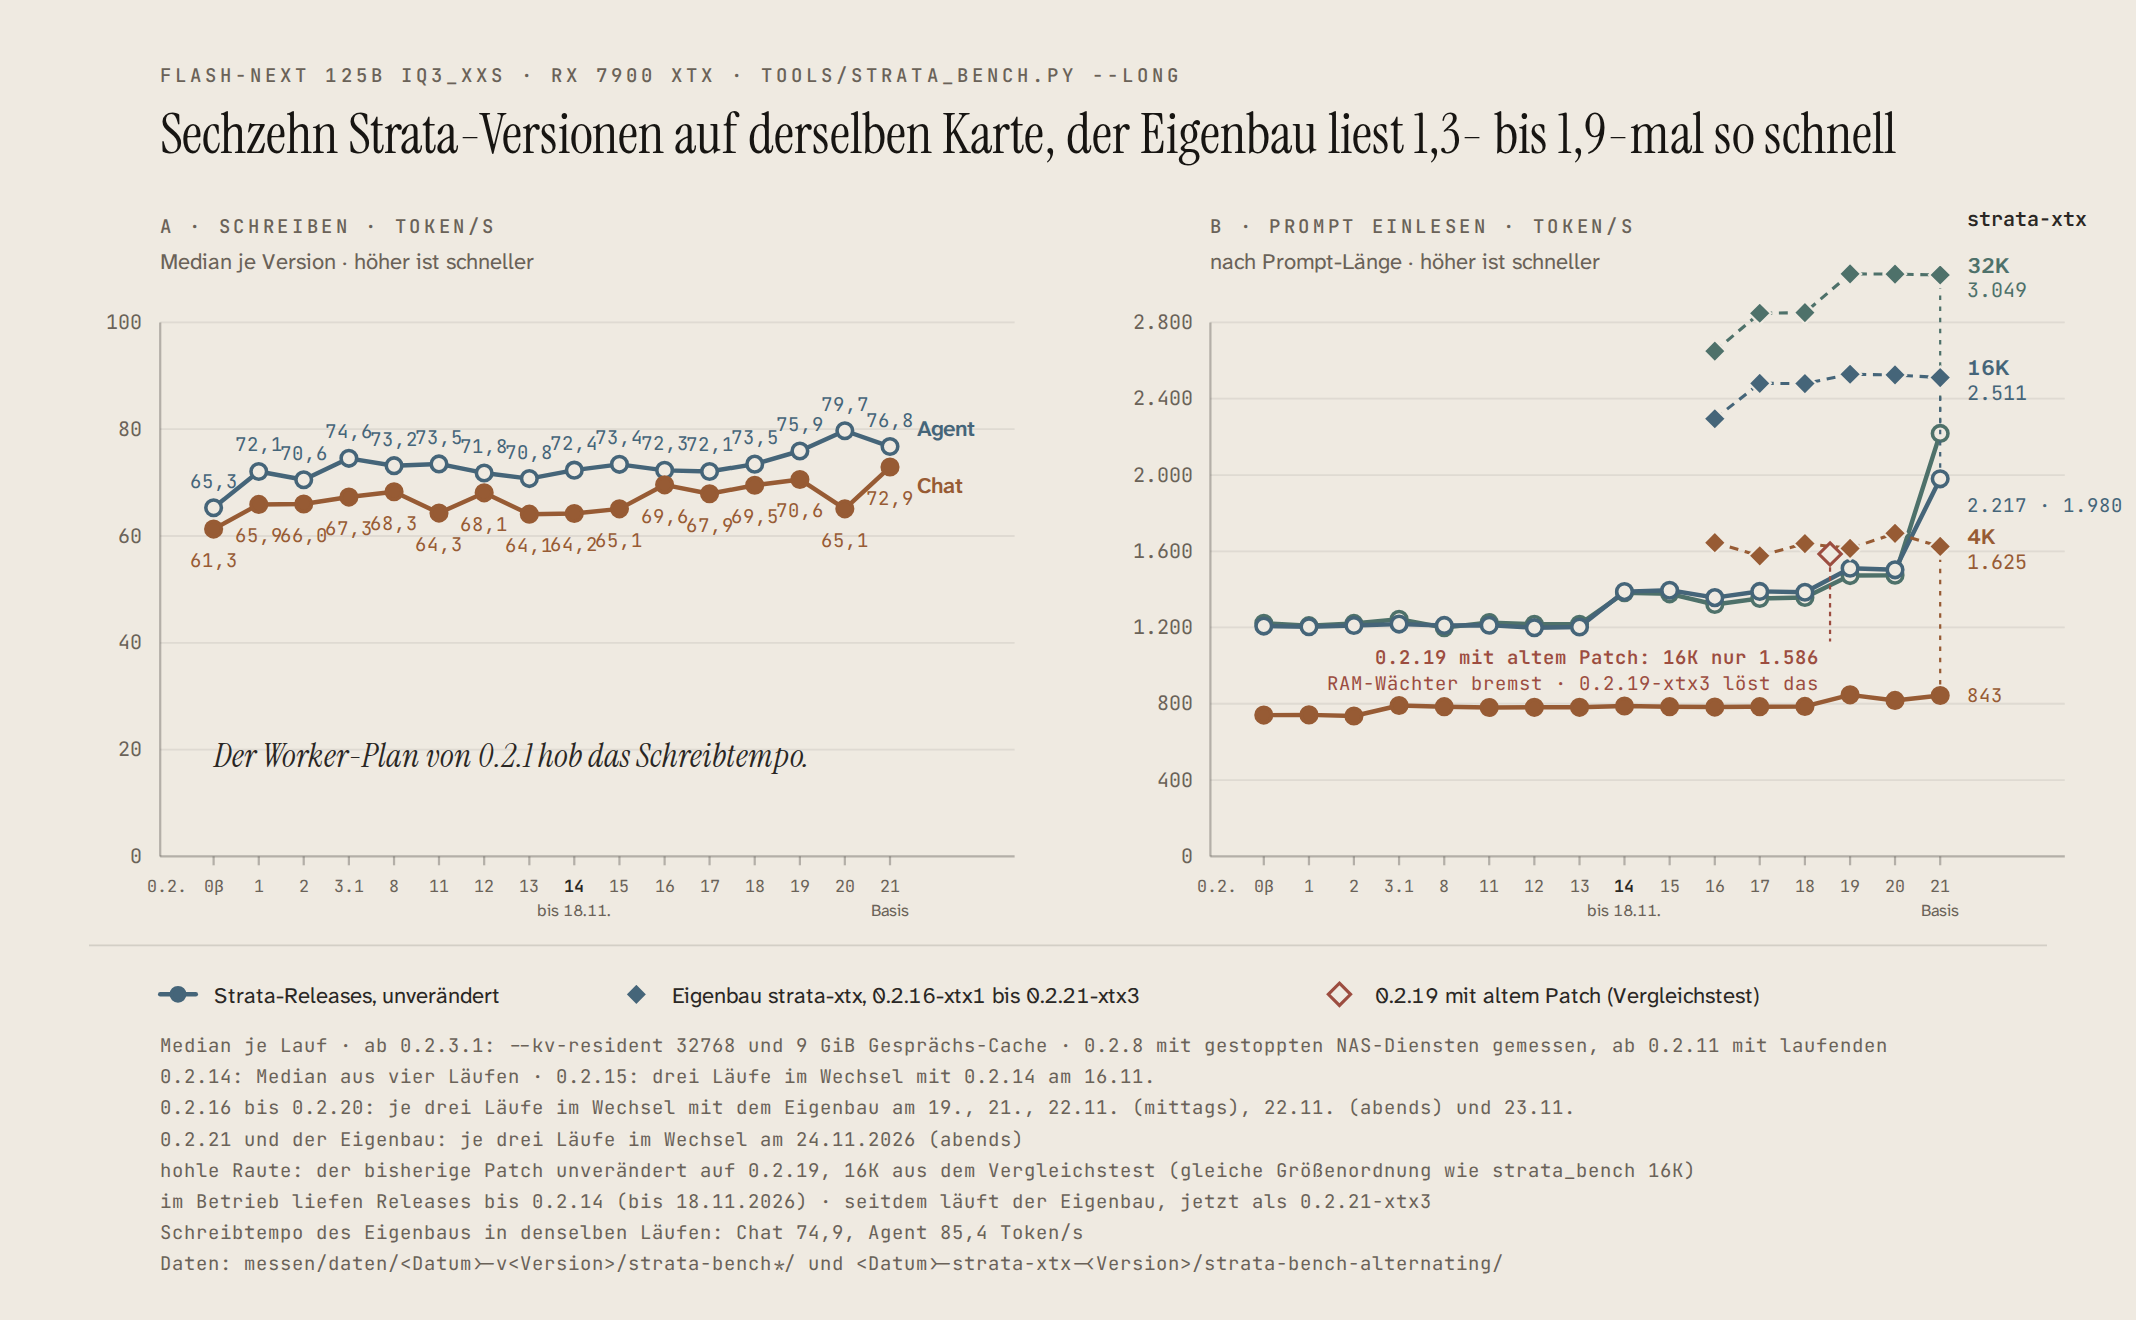 FLASH-NEXT 125B IQ3_XXS · RX 7900 XTX · TOOLS/STRATA_BENCH.PY --LONG
Sechzehn Strata-Versionen auf derselben Karte, der Eigenbau liest 1,3- bis 1,9-mal so schnell
A · SCHREIBEN · TOKEN/S
Median je Version · höher ist schneller
100
80
60
40
20
0
65,3 72,1 70,6 74,6 73,2 73,5 71,8 70,8 72,4 73,4 72,3 72,1 73,5 75,9 79,7 76,8 Agent
61,3 65,9 66,0 67,3 68,3 64,3 68,1 64,1 64,2 65,1 69,6 67,9 69,5 70,6 65,1 72,9 Chat
Der Worker-Plan von 0.2.1 hob das Schreibtempo.
0.2. 0β 1 2 3.1 8 11 12 13 14 15 16 17 18 19 20 21
bis 18.11. Basis
B · PROMPT EINLESEN · TOKEN/S
nach Prompt-Länge · höher ist schneller
strata-xtx
32K
3.049
16K
2.511
2.217 · 1.980
4K
1.625
843
2.800
2.400
2.000
1.600
1.200
800
400
0
0.2.19 mit altem Patch: 16K nur 1.586
RAM-Wächter bremst · 0.2.19-xtx3 löst das
0.2. 0β 1 2 3.1 8 11 12 13 14 15 16 17 18 19 20 21
bis 18.11. Basis
Strata-Releases, unverändert
Eigenbau strata-xtx, 0.2.16-xtx1 bis 0.2.21-xtx3
0.2.19 mit altem Patch (Vergleichstest)
Median je Lauf · ab 0.2.3.1: --kv-resident 32768 und 9 GiB Gesprächs-Cache · 0.2.8 mit gestoppten NAS-Diensten gemessen, ab 0.2.11 mit laufenden
0.2.14: Median aus vier Läufen · 0.2.15: drei Läufe im Wechsel mit 0.2.14 am 16.11.
0.2.16 bis 0.2.20: je drei Läufe im Wechsel mit dem Eigenbau am 19., 21., 22.11. (mittags), 22.11. (abends) und 23.11.
0.2.21 und der Eigenbau: je drei Läufe im Wechsel am 24.11.2026 (abends)
hohle Raute: der bisherige Patch unverändert auf 0.2.19, 16K aus dem Vergleichstest (gleiche Größenordnung wie strata_bench 16K)
im Betrieb liefen Releases bis 0.2.14 (bis 18.11.2026) · seitdem läuft der Eigenbau, jetzt als 0.2.21-xtx3
Schreibtempo des Eigenbaus in denselben Läufen: Chat 74,9, Agent 85,4 Token/s
Daten: messen/daten/<Datum>-v<Version>/strata-bench*/ und <Datum>-strata-xtx-<Version>/strata-bench-alternating/